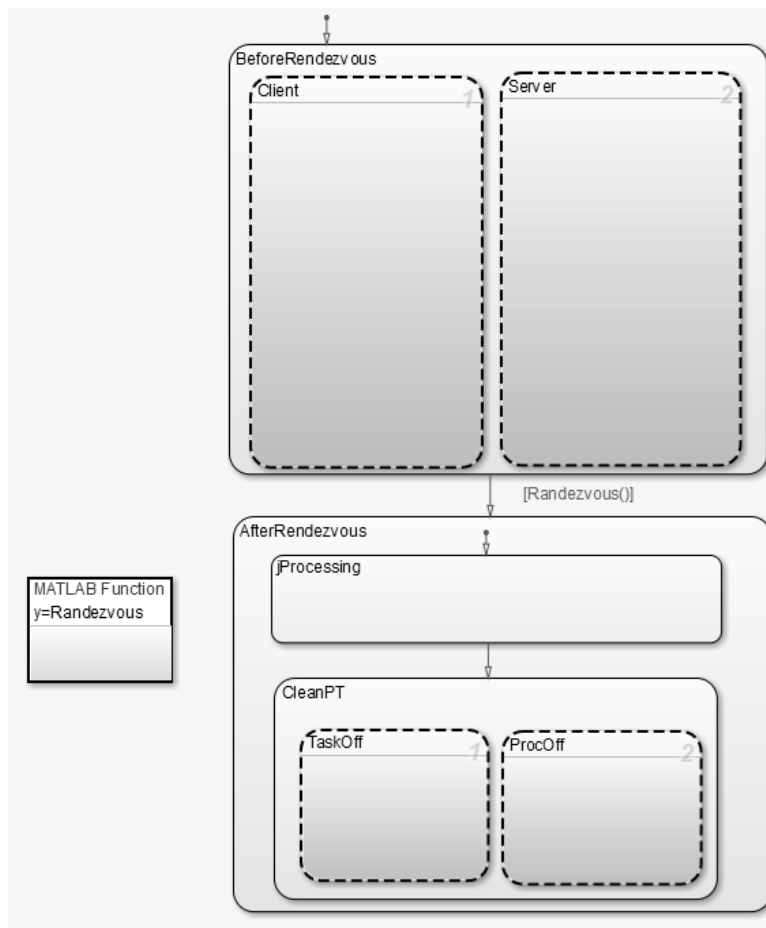 BeforeRendezvous
Client
1
Server
2
[Randezvous()]
AfterRendezvous
jProcessing
MATLAB Function
y=Randezvous
CleanPT
TaskOff
1
ProcOff
2